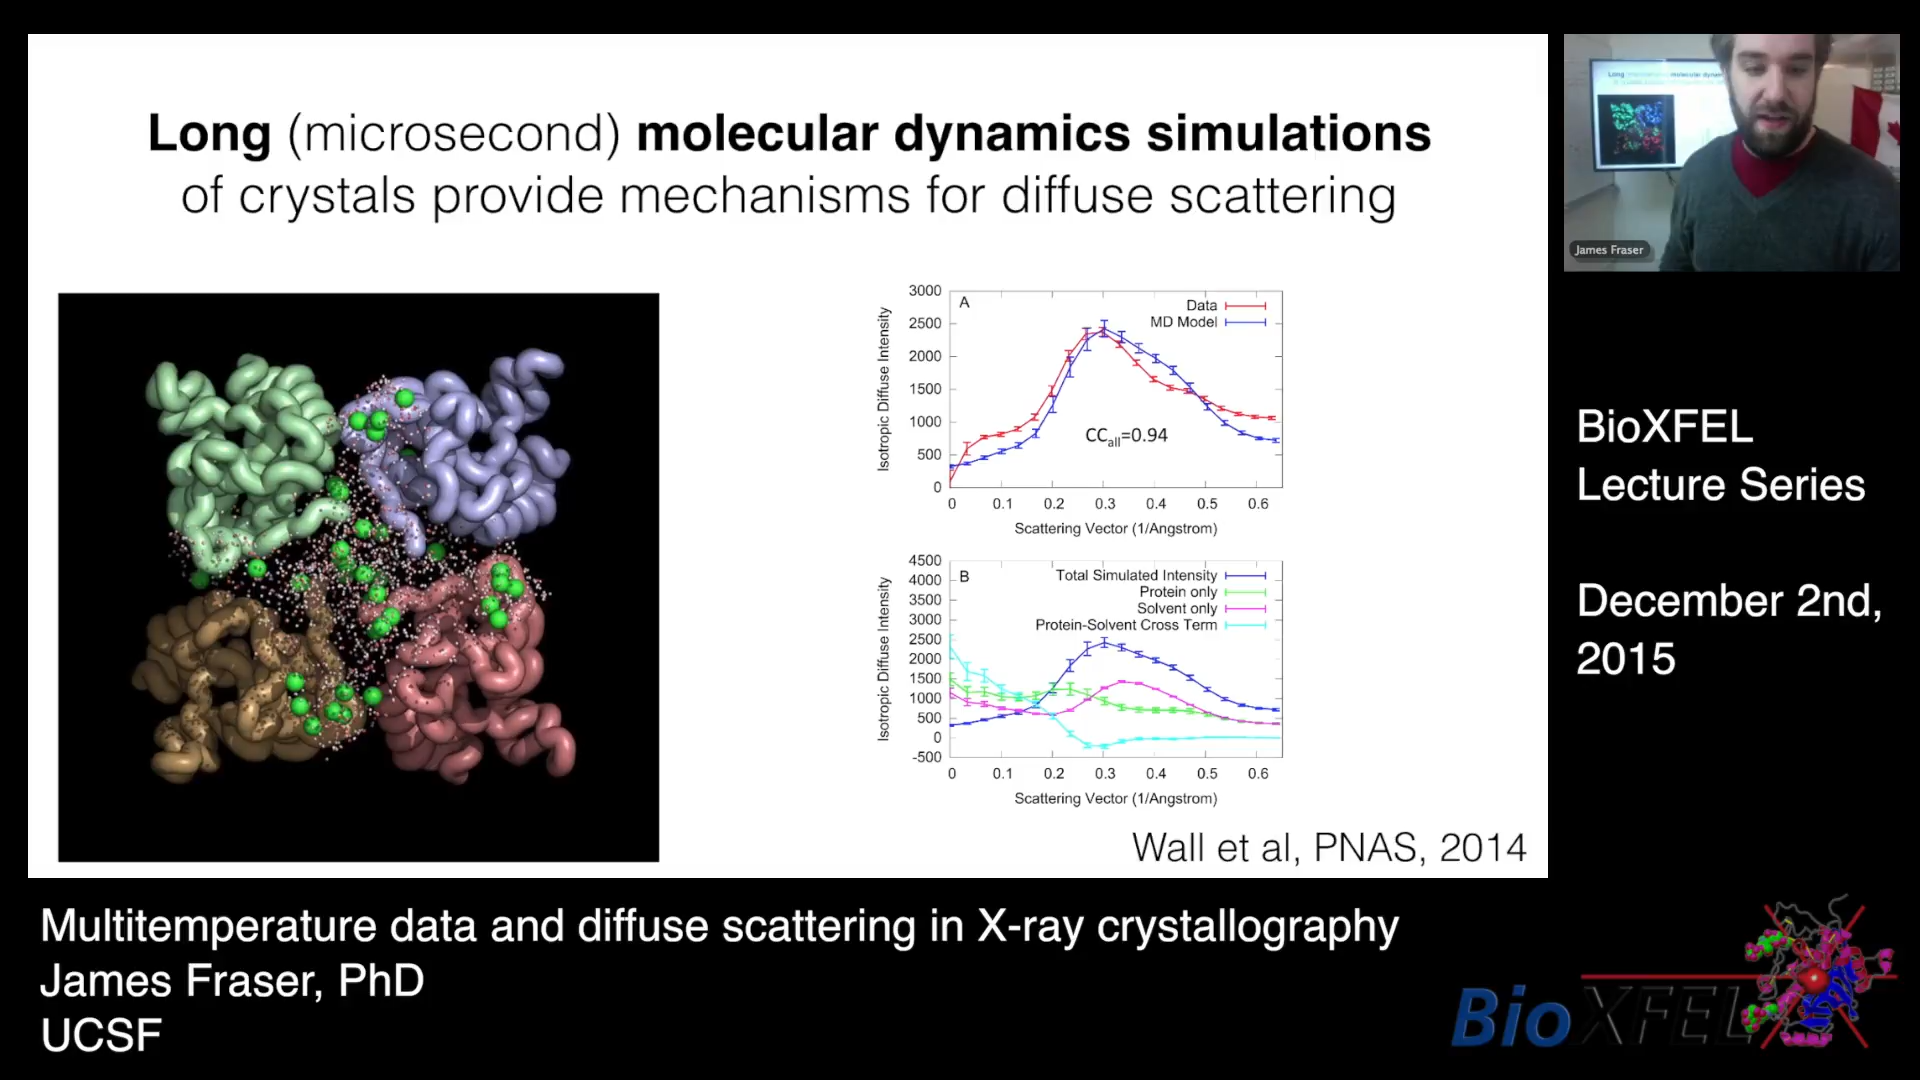 Long (microsecond) molecular dynamics simulations
of crystals provide mechanisms for diffuse scattering
3000
2500
2000
1500
1000
500
0
Isotropic Diffuse Intensity
A
Data
MD Model
CCall=0.94
0 0.1 0.2 0.3 0.4 0.5 0.6
Scattering Vector (1/Angstrom)
4500
4000
3500
3000
2500
2000
1500
1000
500
0
-500
Isotropic Diffuse Intensity
B
Total Simulated Intensity
Protein only
Solvent only
Protein-Solvent Cross Term
0 0.1 0.2 0.3 0.4 0.5 0.6
Scattering Vector (1/Angstrom)
Wall et al, PNAS, 2014
James Fraser
BioXFEL
Lecture Series
December 2nd,
2015
Multitemperature data and diffuse scattering in X-ray crystallography
James Fraser, PhD
UCSF
BioXFEL